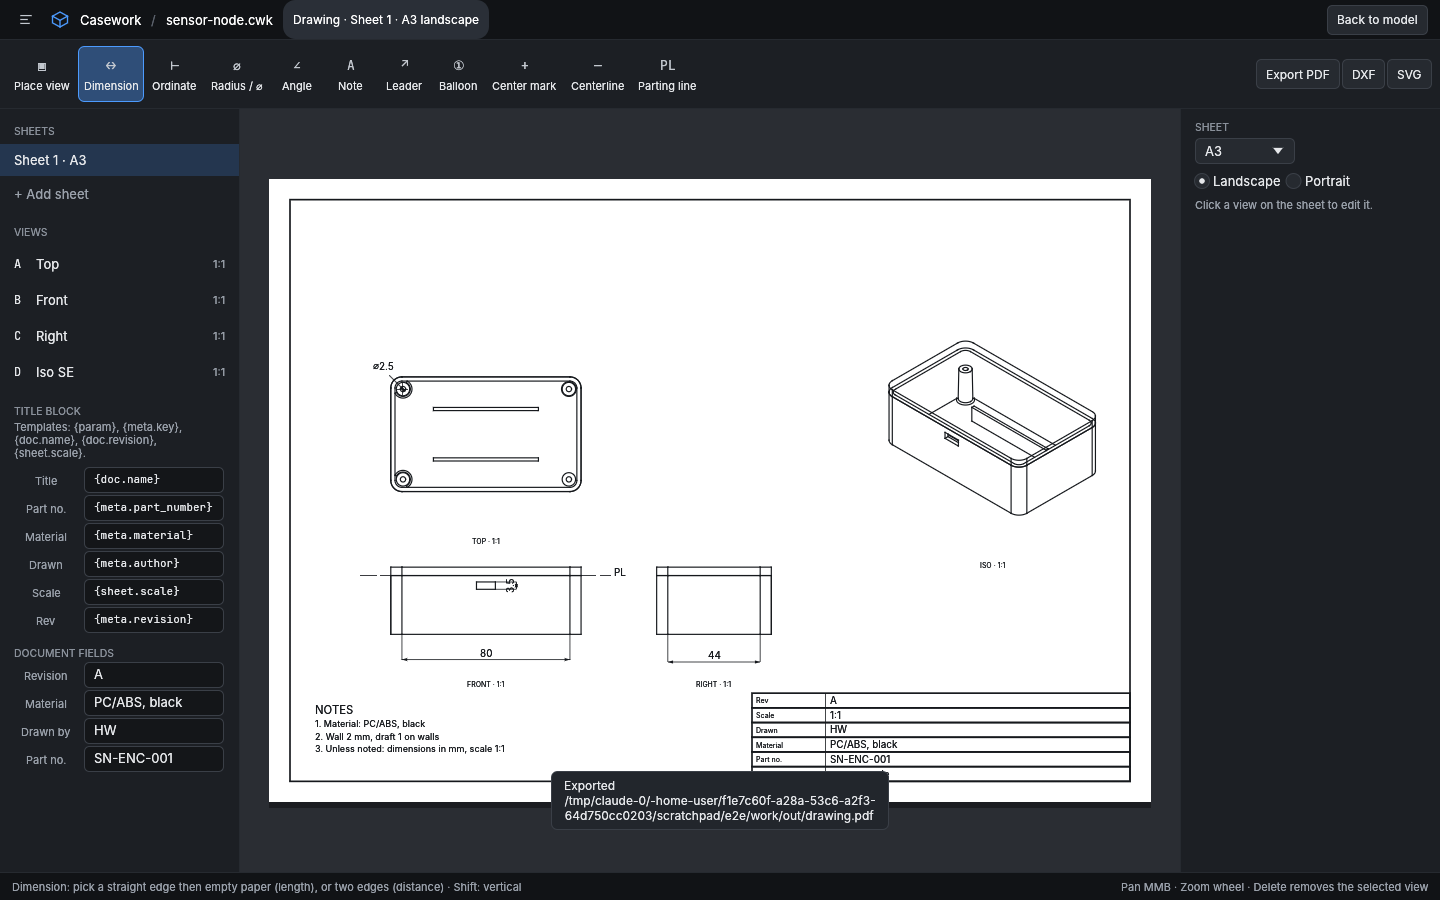 Casework / sensor-node.cwk Drawing · Sheet 1 · A3 landscape Back to model
Place view Dimension Ordinate Radius / ⌀ Angle Note Leader Balloon Center mark Centerline Parting line
PL
Export PDF DXF SVG
SHEETS
Sheet 1 · A3
+ Add sheet
VIEWS
A Top 1:1
B Front 1:1
C Right 1:1
D Iso SE 1:1
TITLE BLOCK
Templates: {param}, {meta.key},
{doc.name}, {doc.revision},
{sheet.scale}.
Title {doc.name}
Part no. {meta.part_number}
Material {meta.material}
Drawn {meta.author}
Scale {sheet.scale}
Rev {meta.revision}
DOCUMENT FIELDS
Revision A
Material PC/ABS, black
Drawn by HW
Part no. SN-ENC-001
⌀2.5
TOP · 1:1
ISO · 1:1
PL
3.5
80
44
FRONT · 1:1
RIGHT · 1:1
NOTES
1. Material: PC/ABS, black
2. Wall 2 mm, draft 1 on walls
3. Unless noted: dimensions in mm, scale 1:1
Rev A
Scale 1:1
Drawn HW
Material PC/ABS, black
Part no. SN-ENC-001
Exported
/tmp/claude-0/-home-user/f1e7c60f-a28a-53c6-a2f3-
64d750cc0203/scratchpad/e2e/work/out/drawing.pdf
SHEET
A3
Landscape Portrait
Click a view on the sheet to edit it.
Dimension: pick a straight edge then empty paper (length), or two edges (distance) · Shift: vertical
Pan MMB · Zoom wheel · Delete removes the selected view